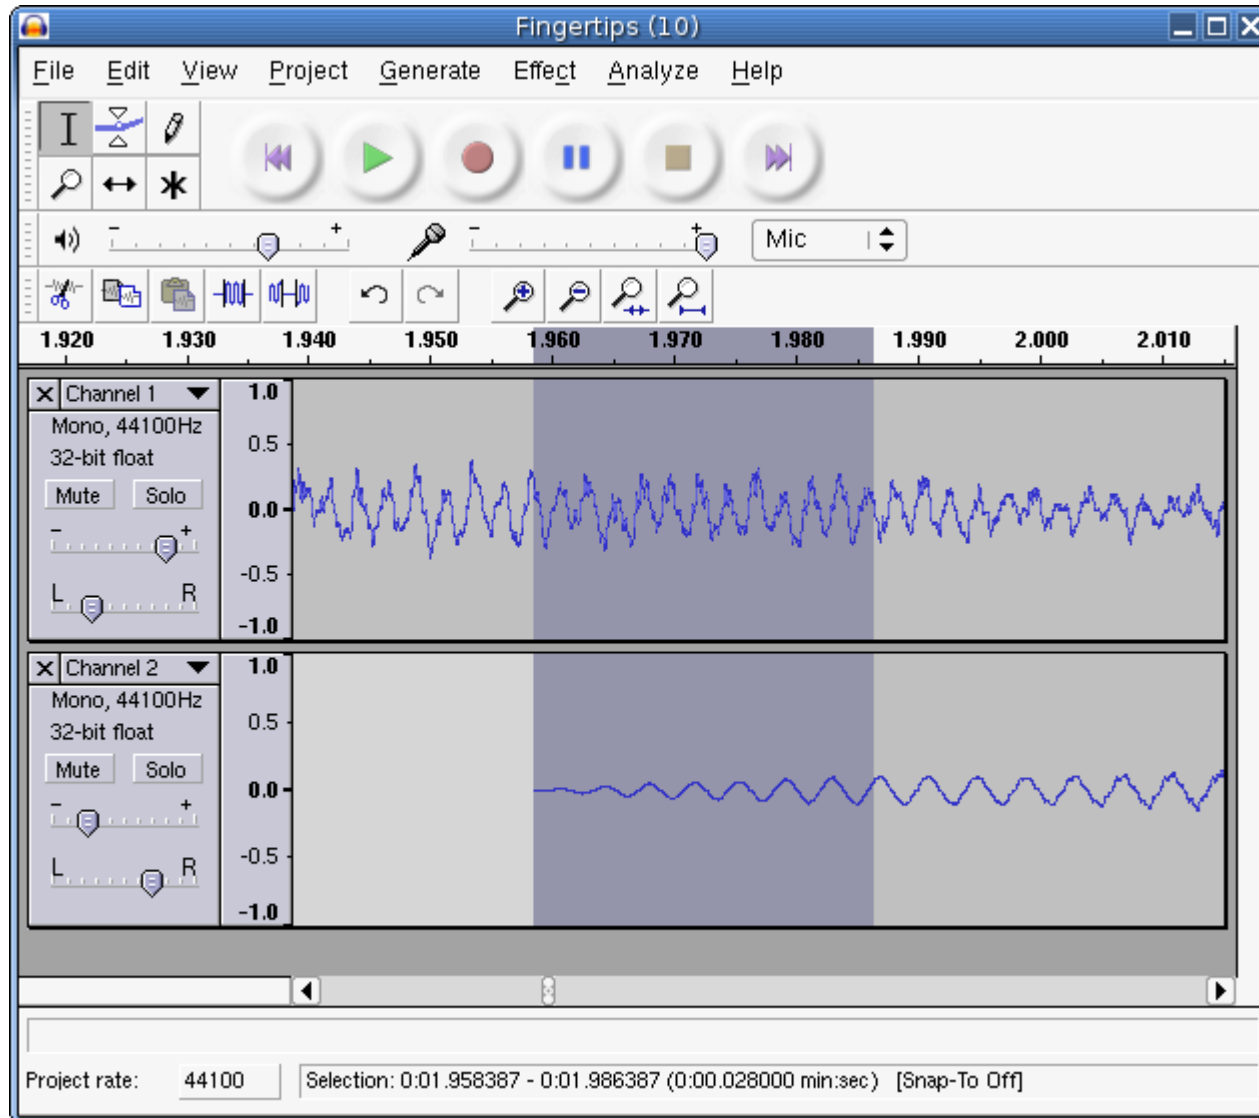 Fingertips (10)
File Edit View Project Generate Effect Analyze Help
- + - + Mic
1.920 1.930 1.940 1.950 1.960 1.970 1.980 1.990 2.000 2.010
Channel 1
Mono, 44100Hz
32-bit float
Mute Solo
- +
L R
1.0
0.5
0.0
-0.5
-1.0
Channel 2
Mono, 44100Hz
32-bit float
Mute Solo
- +
L R
1.0
0.5
0.0
-0.5
-1.0
Project rate: 44100 Selection: 0:01.958387 - 0:01.986387 (0:00.028000 min:sec) [Snap-To Off]